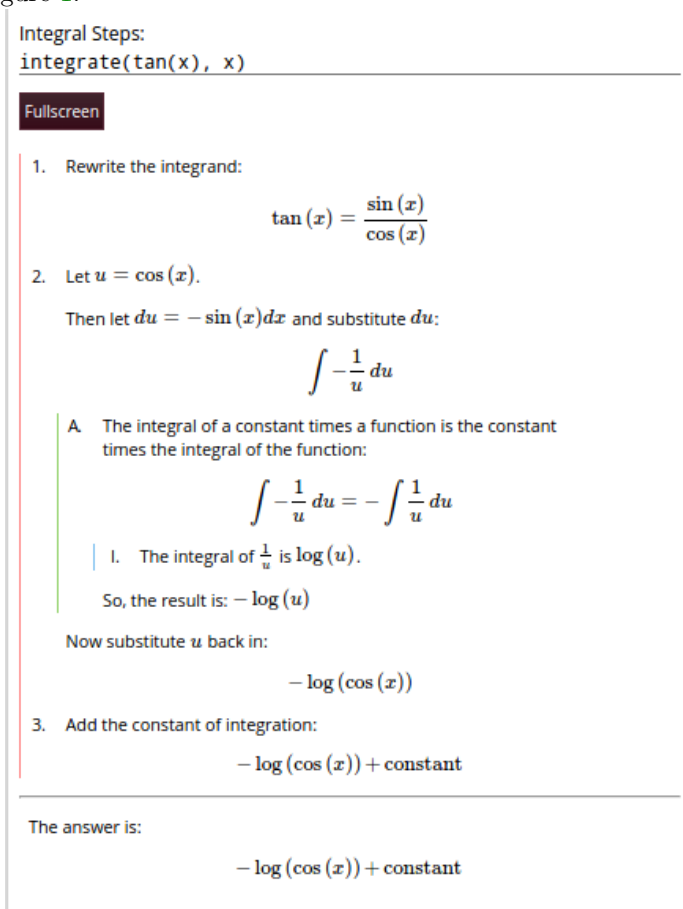 gure 1.
Integral Steps:
integrate(tan(x), x)
Fullscreen
1. Rewrite the integrand:
tan (x) = sin (x) / cos (x)
2. Let u = cos (x).
Then let du = − sin (x)dx and substitute du:
∫ − 1/u du
A. The integral of a constant times a function is the constant
times the integral of the function:
∫ − 1/u du = − ∫ 1/u du
I. The integral of 1/u is log (u).
So, the result is: − log (u)
Now substitute u back in:
− log (cos (x))
3. Add the constant of integration:
− log (cos (x)) + constant
The answer is:
− log (cos (x)) + constant